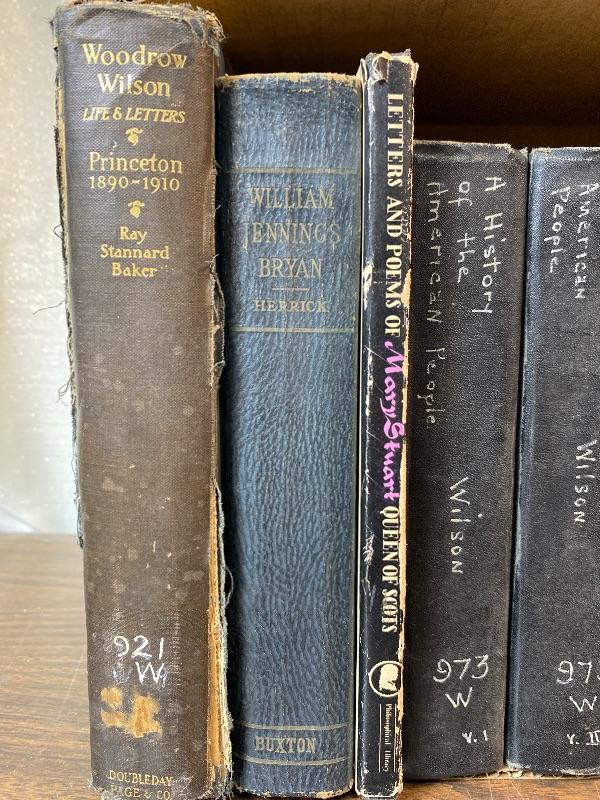 Woodrow
Wilson
LIFE & LETTERS
Princeton
1890-1910
Ray
Stannard
Baker
921
W
DOUBLEDAY
PAGE & CO
WILLIAM
JENNINGS
BRYAN
HERRICK
BUXTON
LETTERS AND POEMS OF Mary Stuart QUEEN OF SCOTS
Philosophical Library
A History
of the
American People
Wilson
973
W
V. I
American
People
Wilson
W
V. II